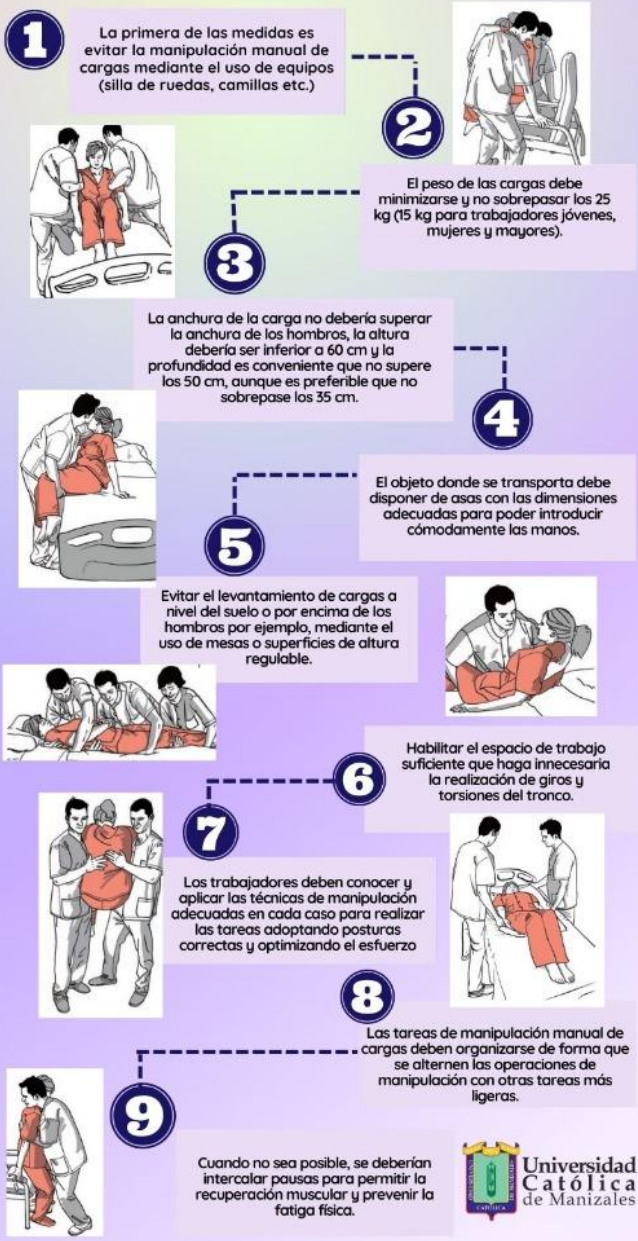 1
La primera de las medidas es
evitar la manipulación manual de
cargas mediante el uso de equipos
(silla de ruedas, camillas etc.)
2
El peso de las cargas debe
minimizarse y no sobrepasar los 25
kg (15 kg para trabajadores jóvenes,
mujeres y mayores).
3
La anchura de la carga no debería superar
la anchura de los hombros, la altura
debería ser inferior a 60 cm y la
profundidad es conveniente que no supere
los 50 cm, aunque es preferible que no
sobrepase los 35 cm.
4
El objeto donde se transporta debe
disponer de asas con las dimensiones
adecuadas para poder introducir
cómodamente las manos.
5
Evitar el levantamiento de cargas a
nivel del suelo o por encima de los
hombros por ejemplo, mediante el
uso de mesas o superficies de altura
regulable.
6
Habilitar el espacio de trabajo
suficiente que haga innecesaria
la realización de giros y
torsiones del tronco.
7
Los trabajadores deben conocer y
aplicar las técnicas de manipulación
adecuadas en cada caso para realizar
las tareas adoptando posturas
correctas y optimizando el esfuerzo
8
Las tareas de manipulación manual de
cargas deben organizarse de forma que
se alternen las operaciones de
manipulación con otras tareas más
ligeras.
9
Cuando no sea posible, se deberían
intercalar pausas para permitir la
recuperación muscular y prevenir la
fatiga física.
Universidad
Católica
de Manizales